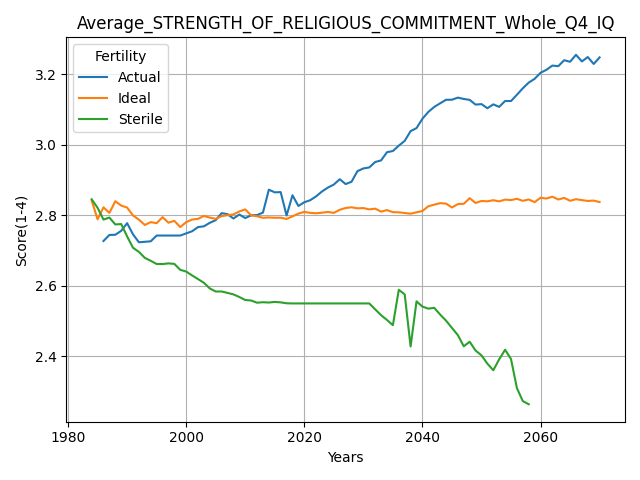 Average_STRENGTH_OF_RELIGIOUS_COMMITMENT_Whole_Q4_IQ
Fertility
Actual
Ideal
Sterile
Score(1-4)
3.2
3.0
2.8
2.6
2.4
1980
2000
2020
2040
2060
Years